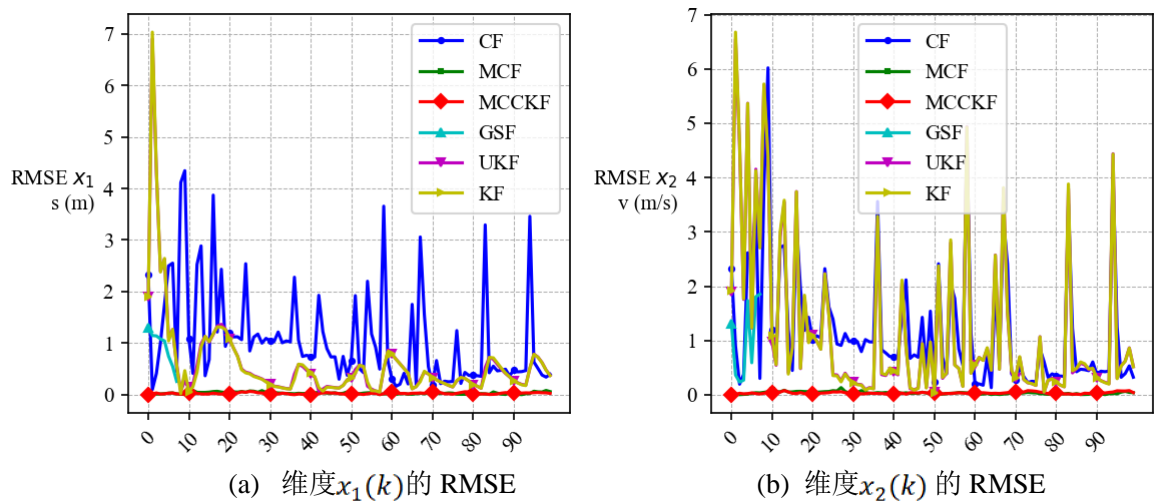 7
6
5
4
3
2
1
0
RMSE x₁
s (m)
CF
MCF
MCCKF
GSF
UKF
KF
0 10 20 30 40 50 60 70 80 90
(a) 维度x₁(k)的 RMSE
7
6
5
4
3
2
1
0
RMSE x₂
v (m/s)
CF
MCF
MCCKF
GSF
UKF
KF
0 10 20 30 40 50 60 70 80 90
(b) 维度x₂(k) 的 RMSE